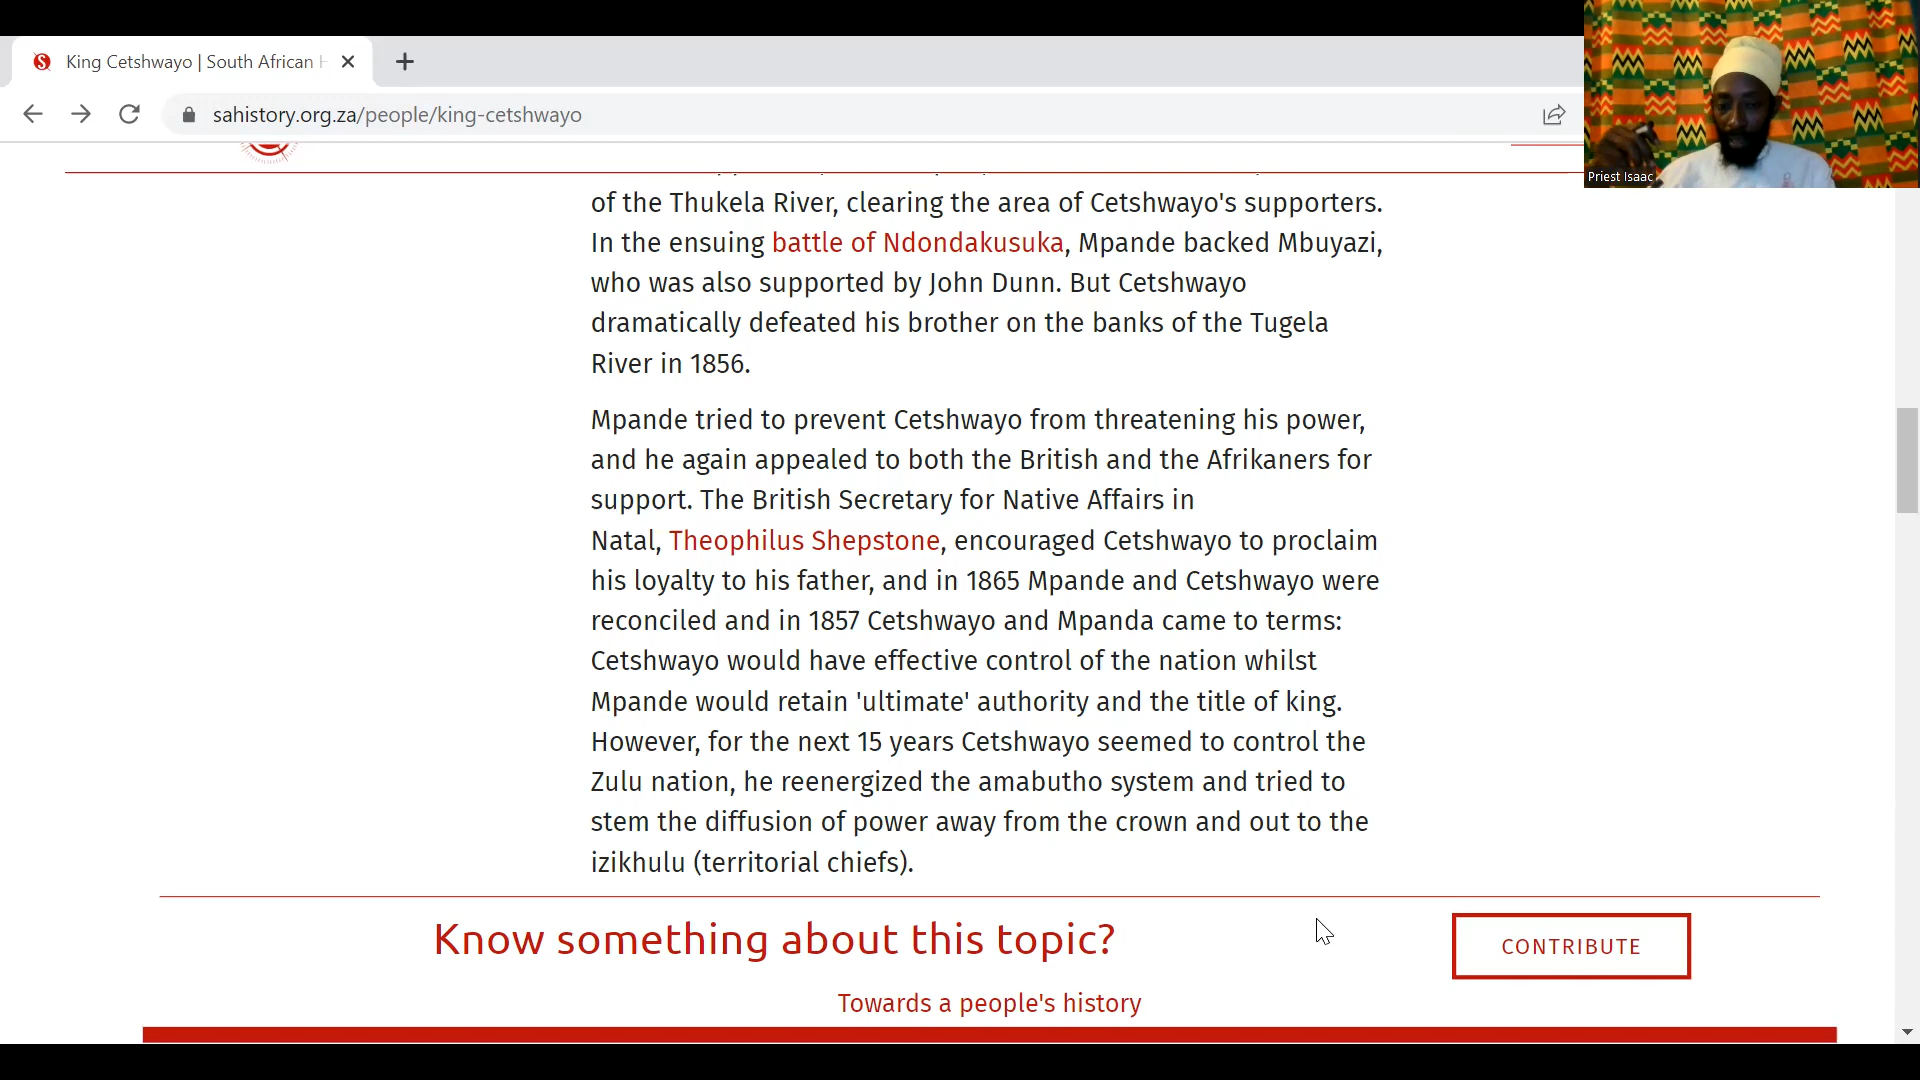 King Cetshwayo | South African H
sahistory.org.za/people/king-cetshwayo
Priest Isaac
of the Thukela River, clearing the area of Cetshwayo's supporters.
In the ensuing battle of Ndondakusuka, Mpande backed Mbuyazi,
who was also supported by John Dunn. But Cetshwayo
dramatically defeated his brother on the banks of the Tugela
River in 1856.
Mpande tried to prevent Cetshwayo from threatening his power,
and he again appealed to both the British and the Afrikaners for
support. The British Secretary for Native Affairs in
Natal, Theophilus Shepstone, encouraged Cetshwayo to proclaim
his loyalty to his father, and in 1865 Mpande and Cetshwayo were
reconciled and in 1857 Cetshwayo and Mpanda came to terms:
Cetshwayo would have effective control of the nation whilst
Mpande would retain 'ultimate' authority and the title of king.
However, for the next 15 years Cetshwayo seemed to control the
Zulu nation, he reenergized the amabutho system and tried to
stem the diffusion of power away from the crown and out to the
izikhulu (territorial chiefs).
Know something about this topic?
CONTRIBUTE
Towards a people's history